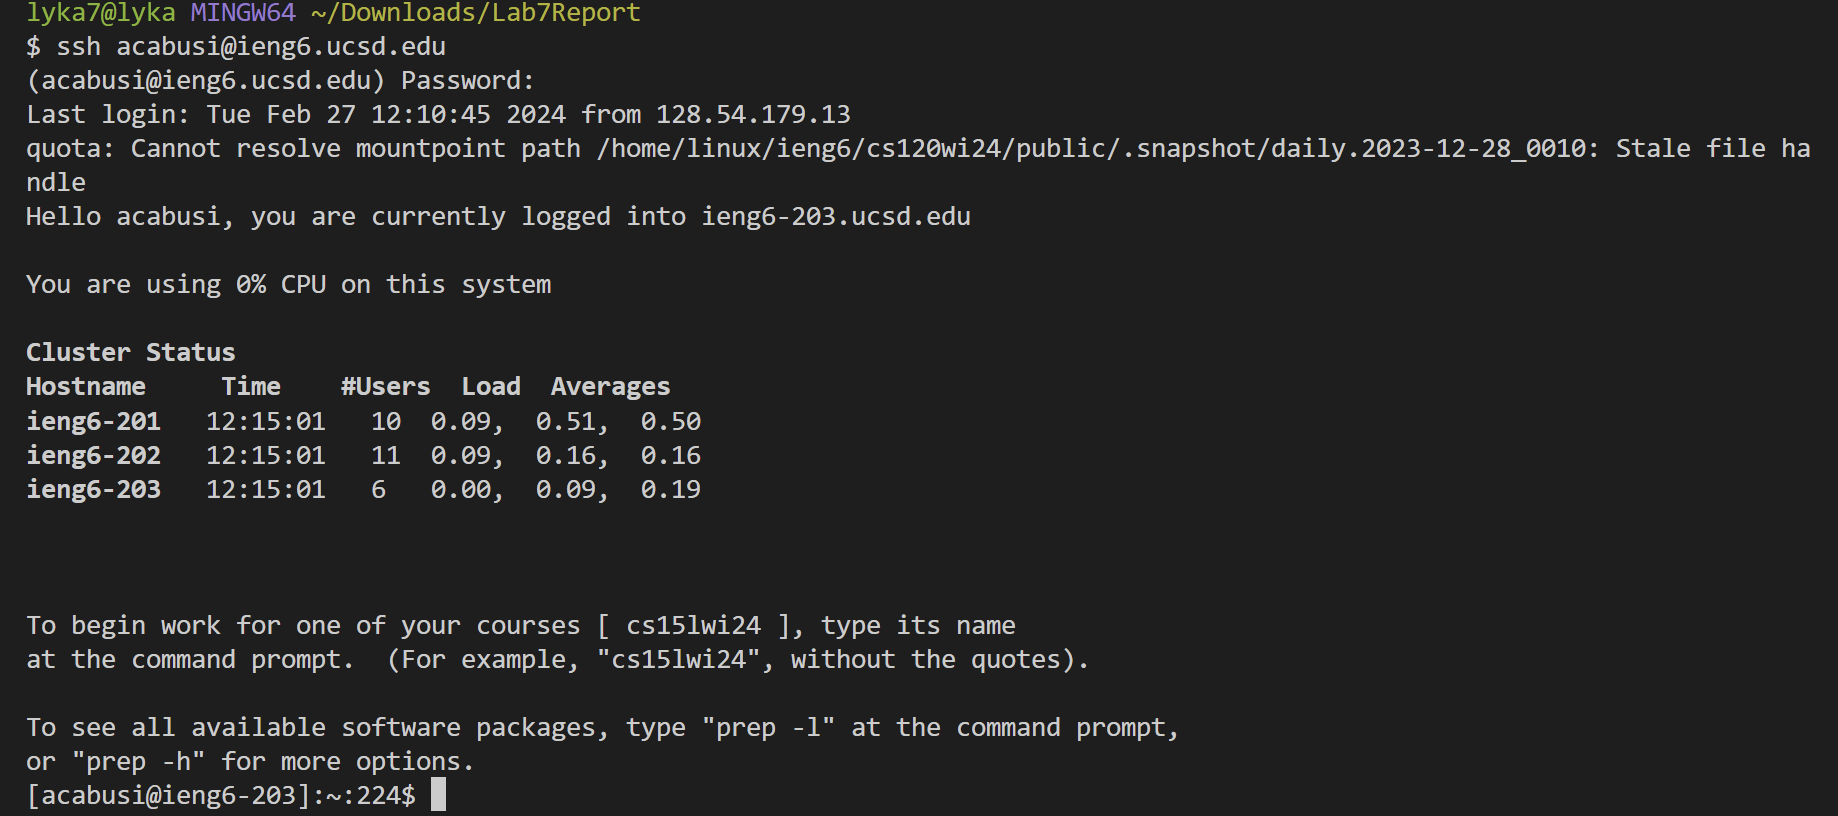 lyka7@lyka MINGW64 ~/Downloads/Lab7Report
$ ssh acabusi@ieng6.ucsd.edu
(acabusi@ieng6.ucsd.edu) Password:
Last login: Tue Feb 27 12:10:45 2024 from 128.54.179.13
quota: Cannot resolve mountpoint path /home/linux/ieng6/cs120wi24/public/.snapshot/daily.2023-12-28_0010: Stale file ha
ndle
Hello acabusi, you are currently logged into ieng6-203.ucsd.edu
You are using 0% CPU on this system
Cluster Status
Hostname     Time    #Users  Load  Averages
ieng6-201   12:15:01   10  0.09,  0.51,  0.50
ieng6-202   12:15:01   11  0.09,  0.16,  0.16
ieng6-203   12:15:01   6   0.00,  0.09,  0.19
To begin work for one of your courses [ cs15lwi24 ], type its name
at the command prompt.  (For example, "cs15lwi24", without the quotes).
To see all available software packages, type "prep -l" at the command prompt,
or "prep -h" for more options.
[acabusi@ieng6-203]:~:224$